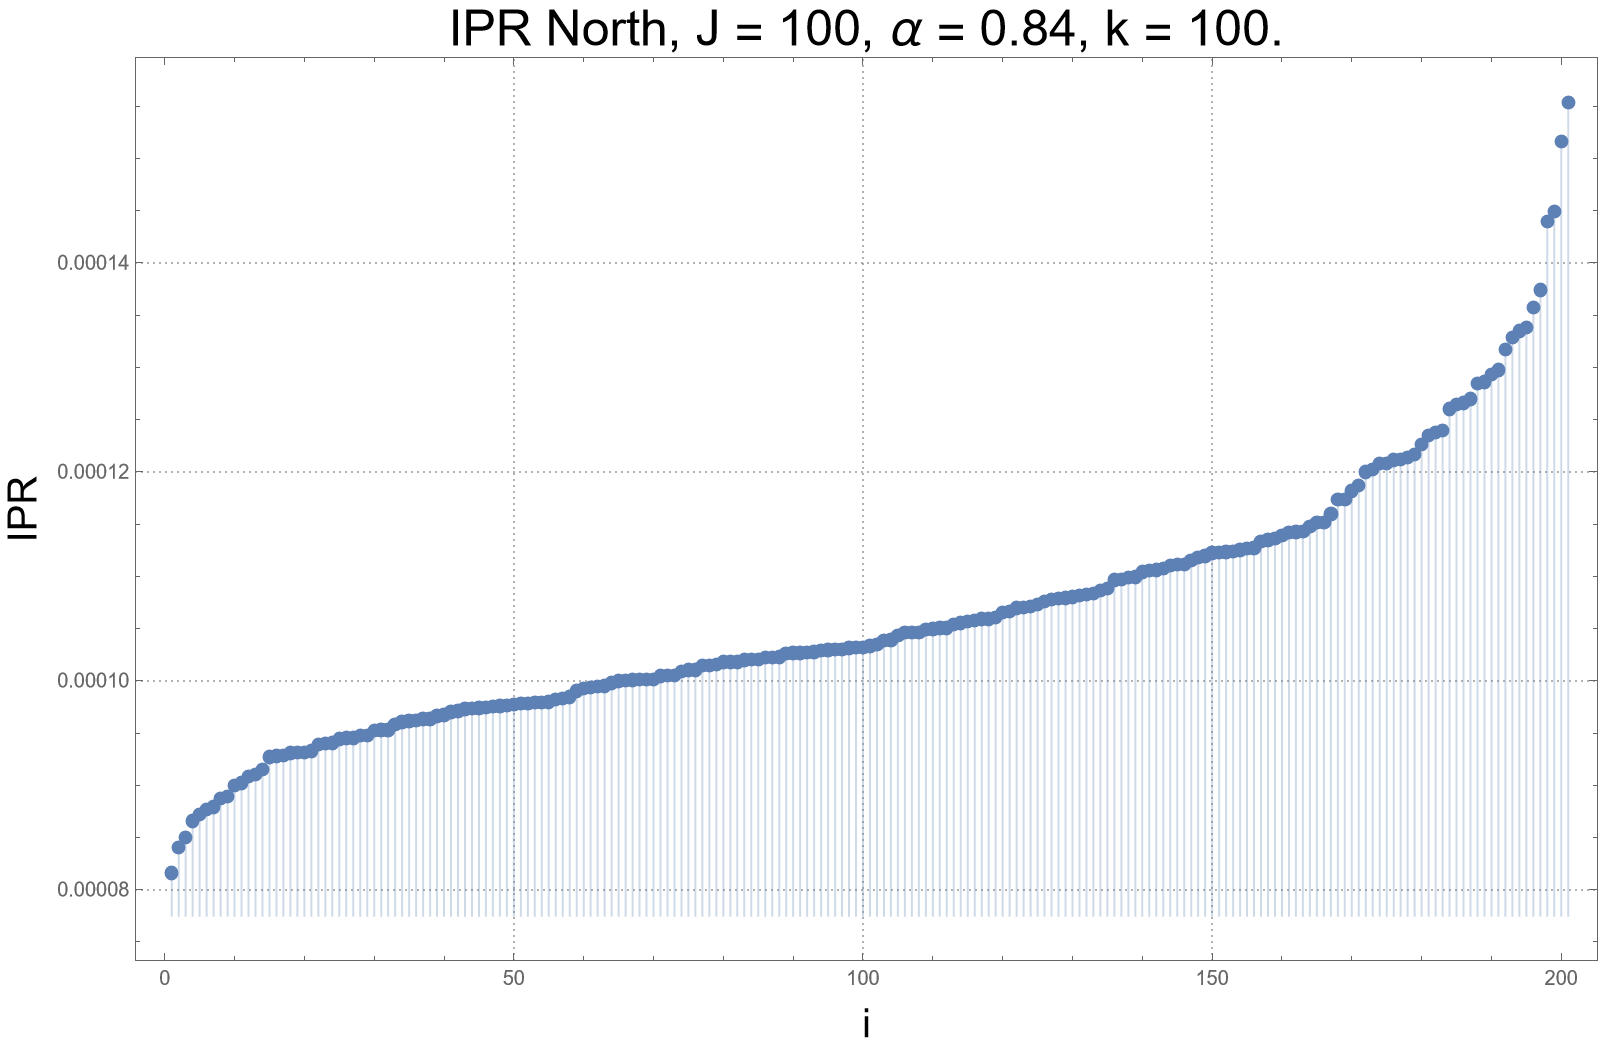 IPR North, J = 100, α = 0.84, k = 100.
0.00014
0.00012
IPR
0.00010
0.00008
0 50 100 150 200
i